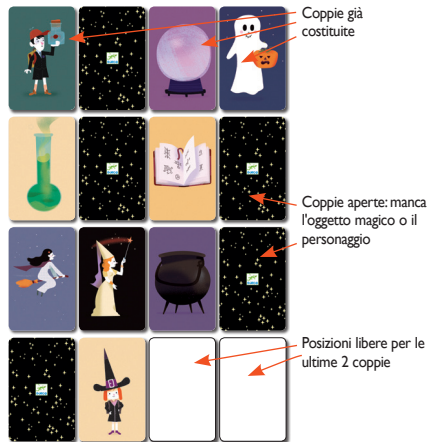 Coppie già
costituite
Coppie aperte: manca
l'oggetto magico o il
personaggio
Posizioni libere per le
ultime 2 coppie